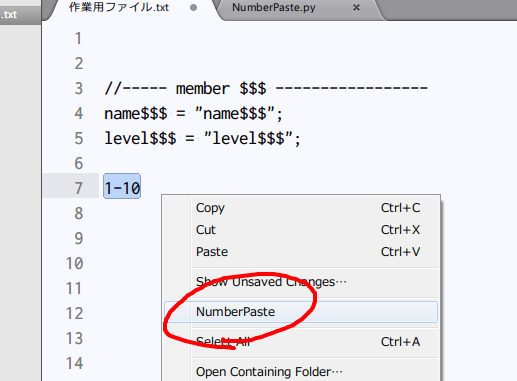 .txt
作業用ファイル.txt
NumberPaste.py
1
2
3 //----- member $$$ -----------------
4 name$$$ = "name$$$";
5 level$$$ = "level$$$";
6
7 1-10
8
9
10
11
12
13
14
Copy Ctrl+C
Cut Ctrl+X
Paste Ctrl+V
Show Unsaved Changes…
NumberPaste
Select All Ctrl+A
Open Containing Folder…